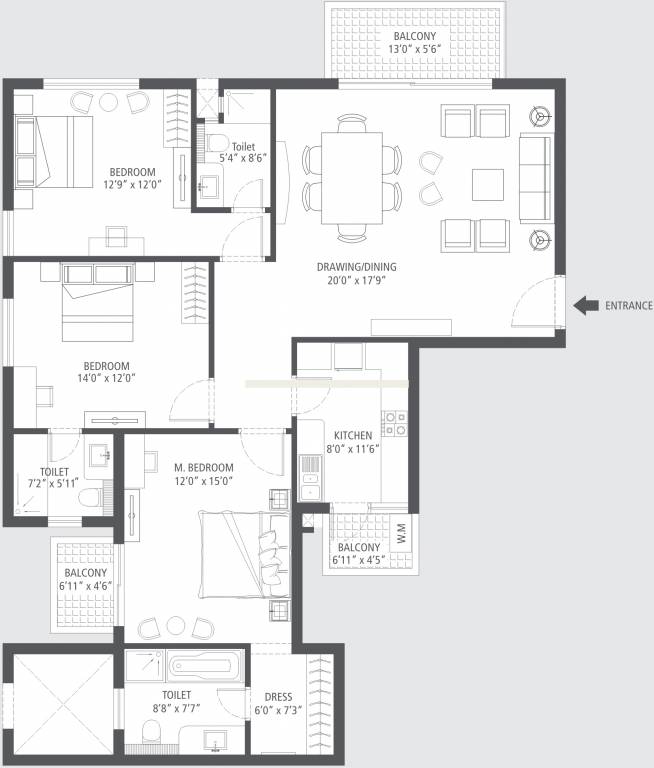 BALCONY
13'0" x 5'6"
Toilet
5'4" x 8'6"
BEDROOM
12'9" x 12'0"
DRAWING/DINING
20'0" x 17'9"
ENTRANCE
BEDROOM
14'0" x 12'0"
KITCHEN
8'0" x 11'6"
TOILET
7'2" x 5'11"
M. BEDROOM
12'0" x 15'0"
W.M
BALCONY
6'11" x 4'5"
BALCONY
6'11" x 4'6"
TOILET
8'8" x 7'7"
DRESS
6'0" x 7'3"